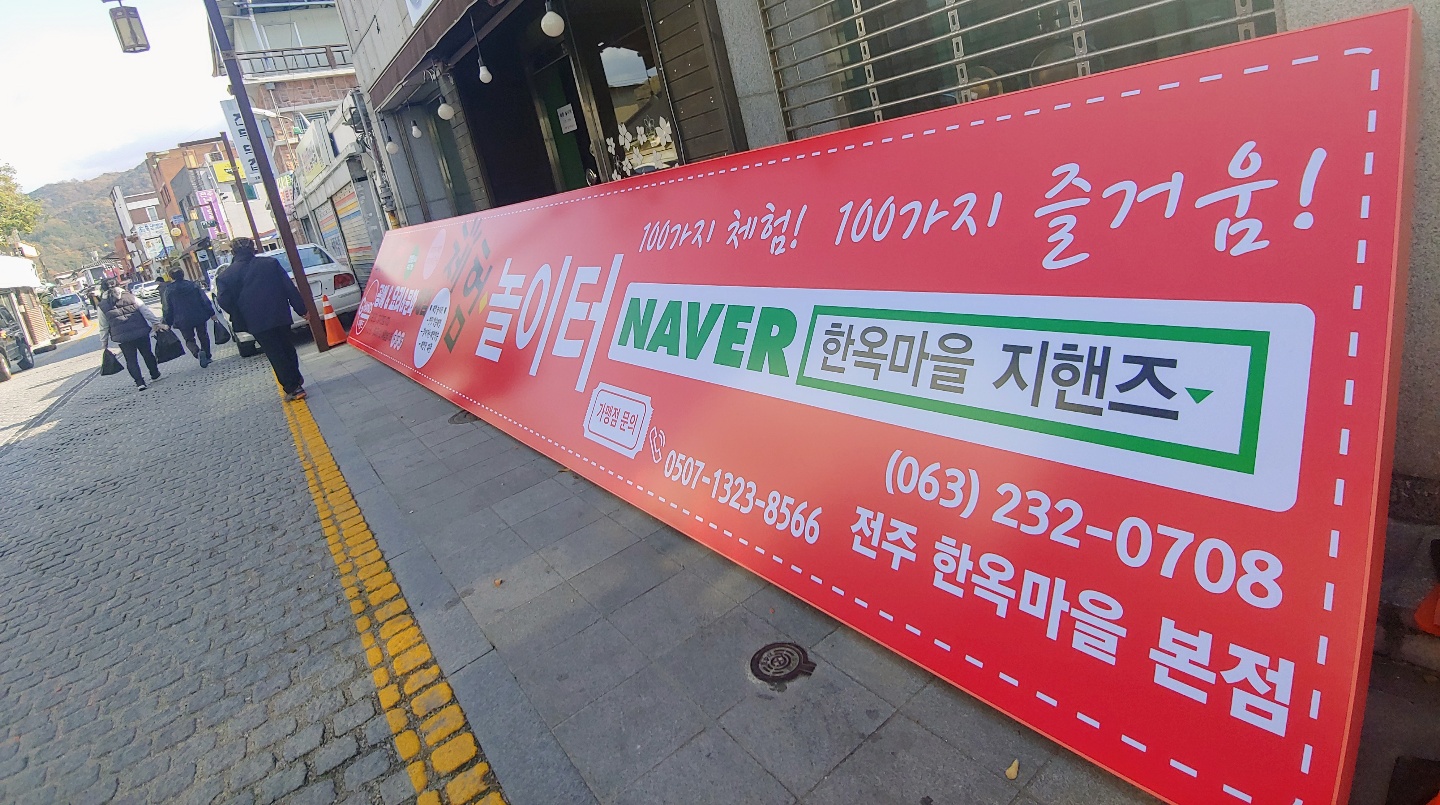 100가지 체험! 100가지 즐거움!
체험
놀이터
NAVER 한옥마을 지핸즈
가맹점 문의
0507-1323-8566
(063) 232-0708
전주 한옥마을 본점